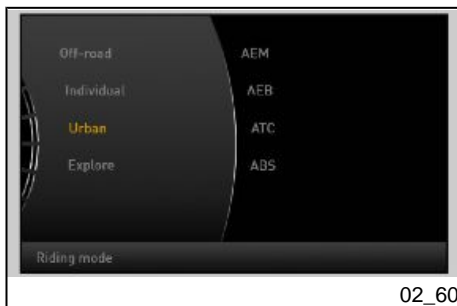 Off-road AEM
Individual AEB
Urban ATC
Explore ABS
Riding mode
02_60